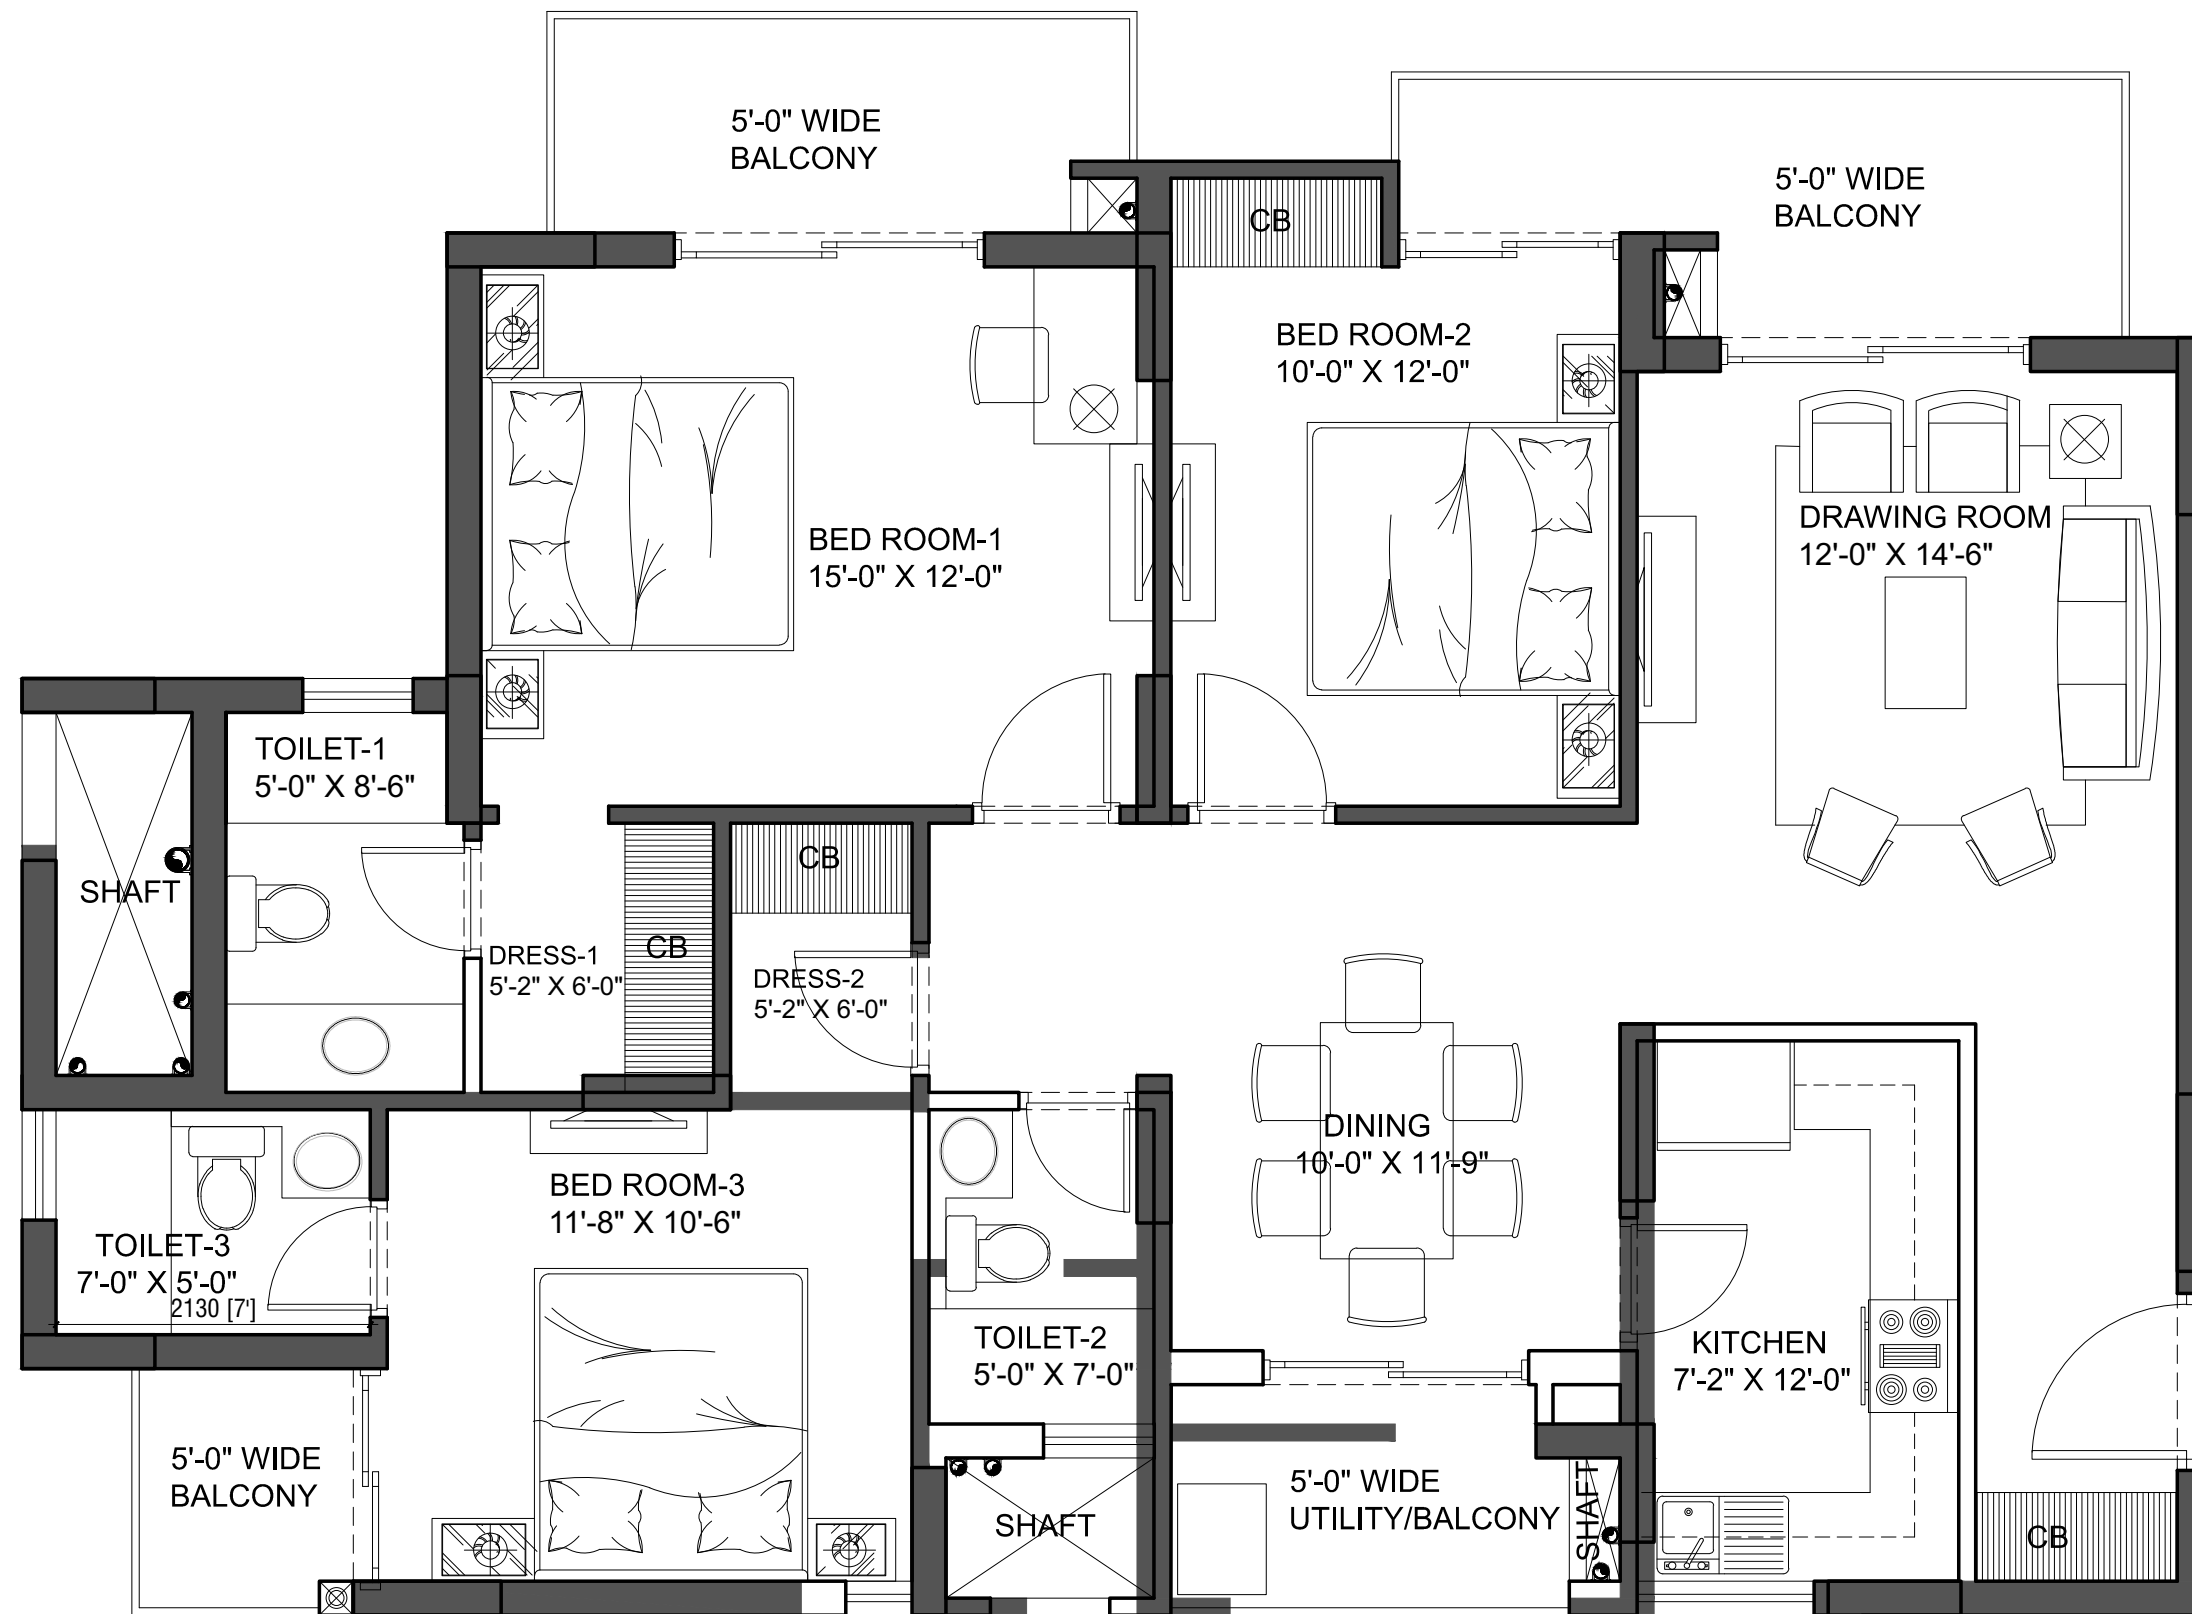 5'-0" WIDE
BALCONY
5'-0" WIDE
BALCONY
CB
BED ROOM-2
10'-0" X 12'-0"
BED ROOM-1
15'-0" X 12'-0"
DRAWING ROOM
12'-0" X 14'-6"
TOILET-1
5'-0" X 8'-6"
SHAFT
CB
DRESS-1
5'-2" X 6'-0"
CB
DRESS-2
5'-2" X 6'-0"
DINING
10'-0" X 11'-9"
BED ROOM-3
11'-8" X 10'-6"
TOILET-3
7'-0" X 5'-0"
2130 [7']
TOILET-2
5'-0" X 7'-0"
KITCHEN
7'-2" X 12'-0"
5'-0" WIDE
BALCONY
SHAFT
5'-0" WIDE
UTILITY/BALCONY
SHAFT
CB